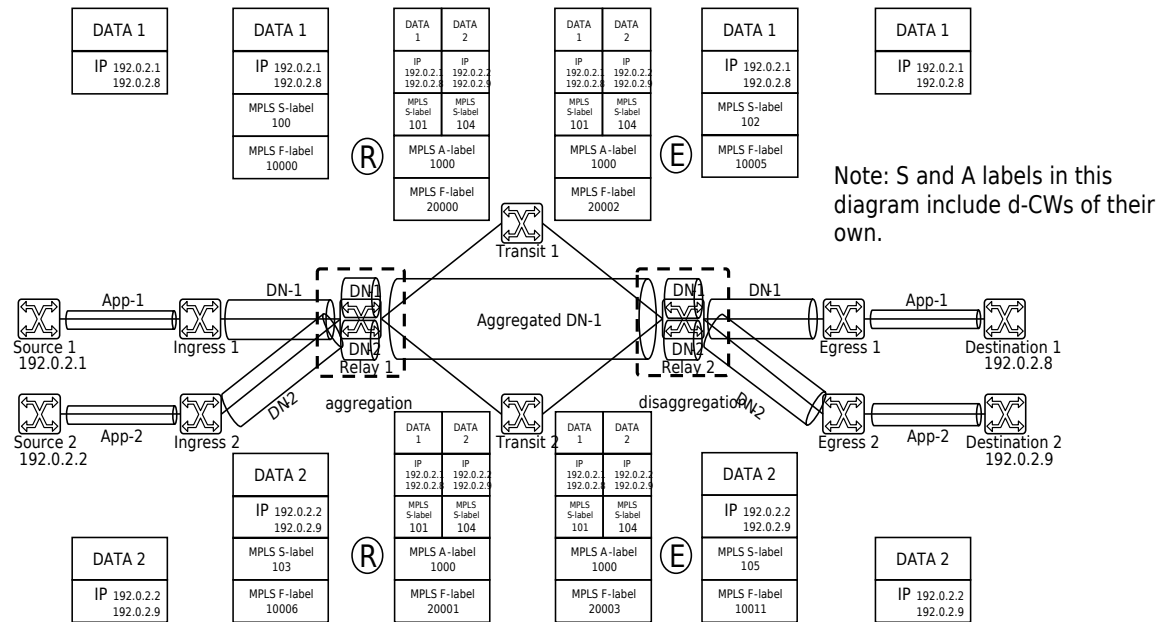 DATA 1
IP 192.0.2.1
192.0.2.8
DATA 1
IP 192.0.2.1
192.0.2.8
MPLS S-label
100
MPLS F-label
10000
R
DATA
1
DATA
2
IP
192.0.2.1
192.0.2.8
IP
192.0.2.2
192.0.2.9
MPLS
S-label
101
MPLS
S-label
104
MPLS A-label
1000
MPLS F-label
20000
DATA
1
DATA
2
IP
192.0.2.1
192.0.2.8
IP
192.0.2.2
192.0.2.9
MPLS
S-label
101
MPLS
S-label
104
MPLS A-label
1000
MPLS F-label
20002
E
DATA 1
IP 192.0.2.1
192.0.2.8
MPLS S-label
102
MPLS F-label
10005
DATA 1
IP 192.0.2.1
192.0.2.8
Note: S and A labels in this
diagram include d-CWs of their
own.
Transit 1
App-1
Source 1
192.0.2.1
Ingress 1
DN-1
DN-1
DN-2
Relay 1
aggregation
Aggregated DN-1
DN-1
DN-2
Relay 2
disaggregation
DN-1
Egress 1
App-1
Destination 1
192.0.2.8
App-2
Source 2
192.0.2.2
Ingress 2
DN-2
Transit 2
DN-2
Egress 2
App-2
Destination 2
192.0.2.9
DATA 2
IP 192.0.2.2
192.0.2.9
DATA 2
IP 192.0.2.2
192.0.2.9
MPLS S-label
103
MPLS F-label
10006
R
DATA
1
DATA
2
IP
192.0.2.1
192.0.2.8
IP
192.0.2.2
192.0.2.9
MPLS
S-label
101
MPLS
S-label
104
MPLS A-label
1000
MPLS F-label
20001
DATA
1
DATA
2
IP
192.0.2.1
192.0.2.8
IP
192.0.2.2
192.0.2.9
MPLS
S-label
101
MPLS
S-label
104
MPLS A-label
1000
MPLS F-label
20003
E
DATA 2
IP 192.0.2.2
192.0.2.9
MPLS S-label
105
MPLS F-label
10011
DATA 2
IP 192.0.2.2
192.0.2.9